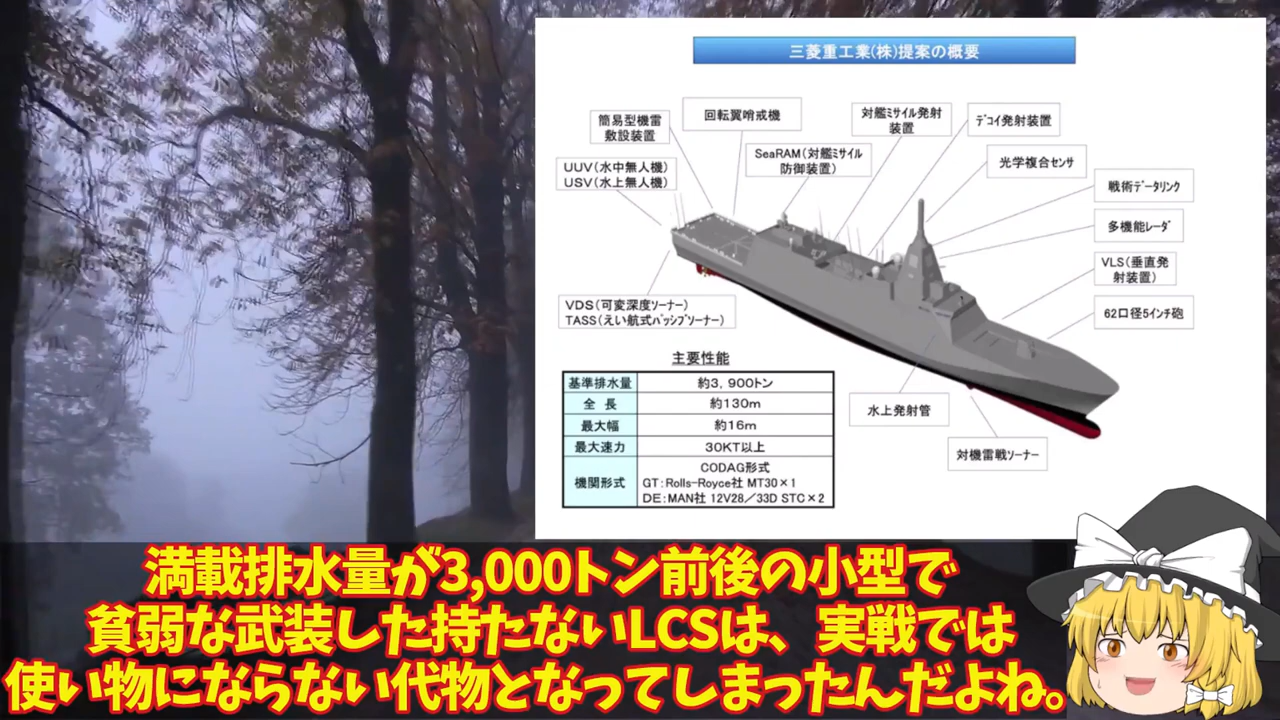 三菱重工業(株)提案の概要
簡易型機雷
敷設装置
回転翼哨戒機
対艦ミサイル発射
装置
デコイ発射装置
UUV(水中無人機)
USV(水上無人機)
SeaRAM(対艦ミサイル
防御装置)
光学複合センサ
戦術データリンク
多機能レーダ
VLS(垂直発
射装置)
62口径5インチ砲
VDS(可変深度ソーナー)
TASS(えい航式パッシブソーナー)
水上発射管
対機雷戦ソーナー
主要性能
基準排水量 約3,900トン
全 長 約130m
最大幅 約16m
最大速力 30KT以上
機関形式 CODAG形式
GT:Rolls-Royce社 MT30×1
DE:MAN社 12V28/33D STC×2
満載排水量が3,000トン前後の小型で
貧弱な武装した持たないLCSは、実戦では
使い物にならない代物となってしまったんだよね。